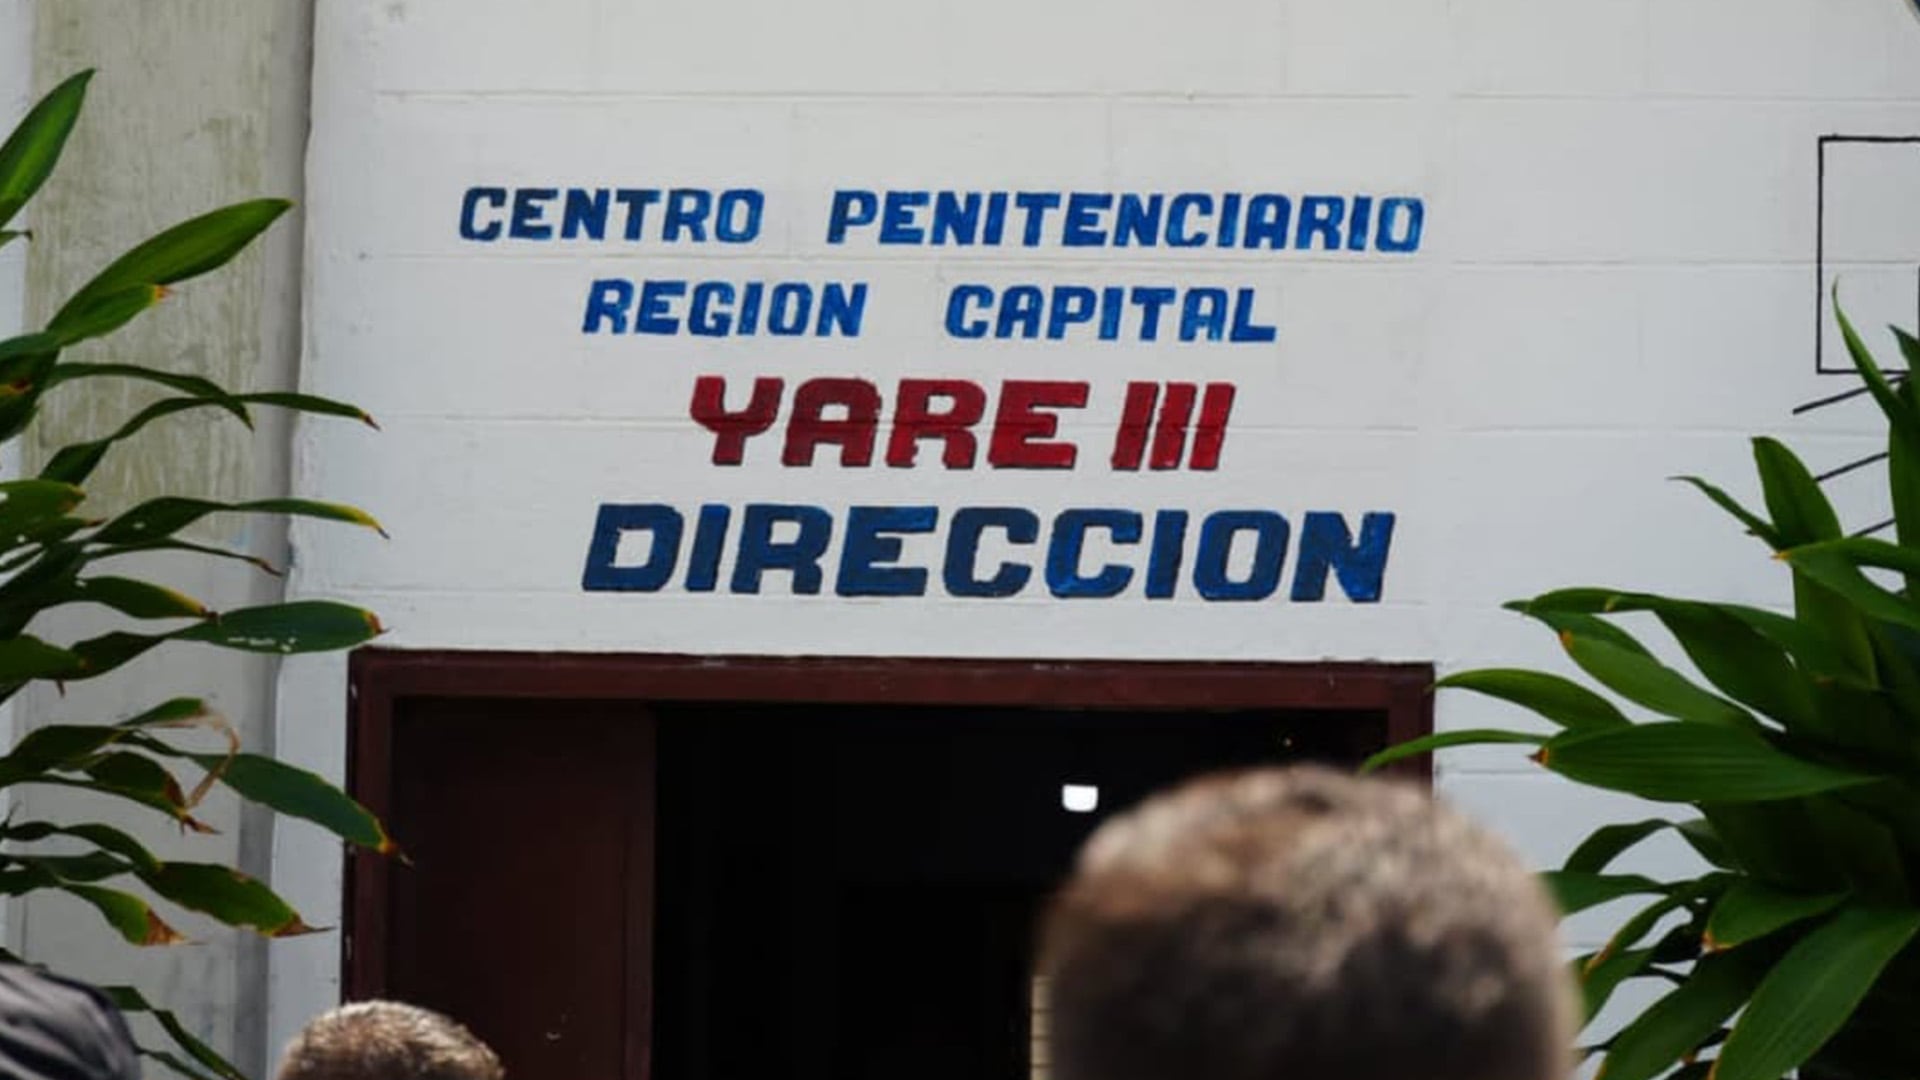 CENTRO PENITENCIARIO
REGION CAPITAL
YARE III
DIRECCION